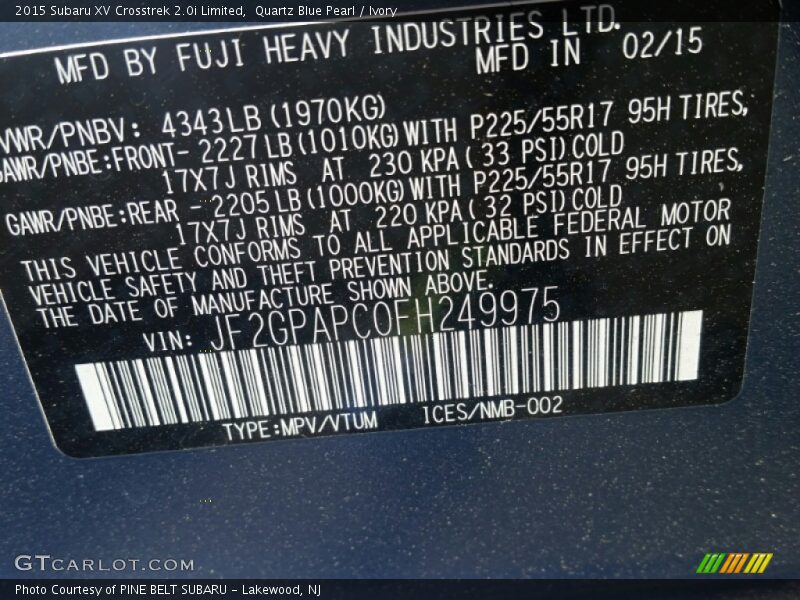 2015 Subaru XV Crosstrek 2.0i Limited, Quartz Blue Pearl / Ivory
MFD BY FUJI HEAVY INDUSTRIES LTD.
MFD IN 02/15
VWR/PNBV: 4343LB (1970KG)
GAWR/PNBE:FRONT- 2227 LB (1010KG) WITH P225/55R17 95H TIRES,
17X7J RIMS AT 230 KPA ( 33 PSI) COLD
GAWR/PNBE:REAR - 2205 LB (1000KG) WITH P225/55R17 95H TIRES,
17X7J RIMS AT 220 KPA ( 32 PSI) COLD
THIS VEHICLE CONFORMS TO ALL APPLICABLE FEDERAL MOTOR
VEHICLE SAFETY AND THEFT PREVENTION STANDARDS IN EFFECT ON
THE DATE OF MANUFACTURE SHOWN ABOVE.
VIN: JF2GPAPC0FH249975
TYPE:MPV/VTUM ICES/NMB-002
GTCARLOT.COM
Photo Courtesy of PINE BELT SUBARU - Lakewood, NJ